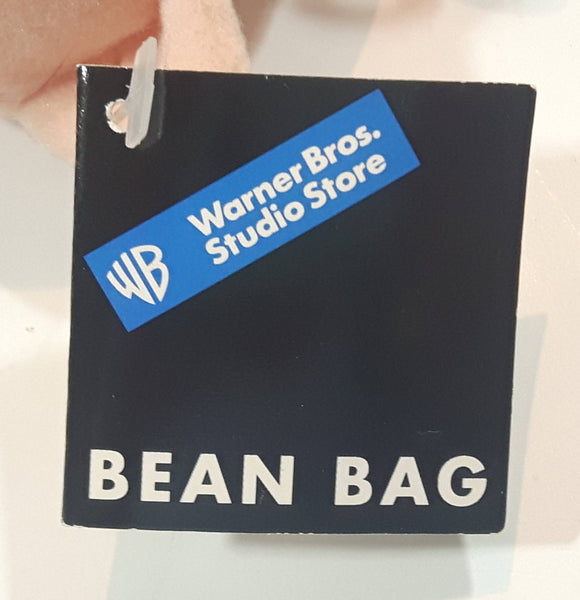 Warner Bros.
Studio Store
WB
BEAN BAG